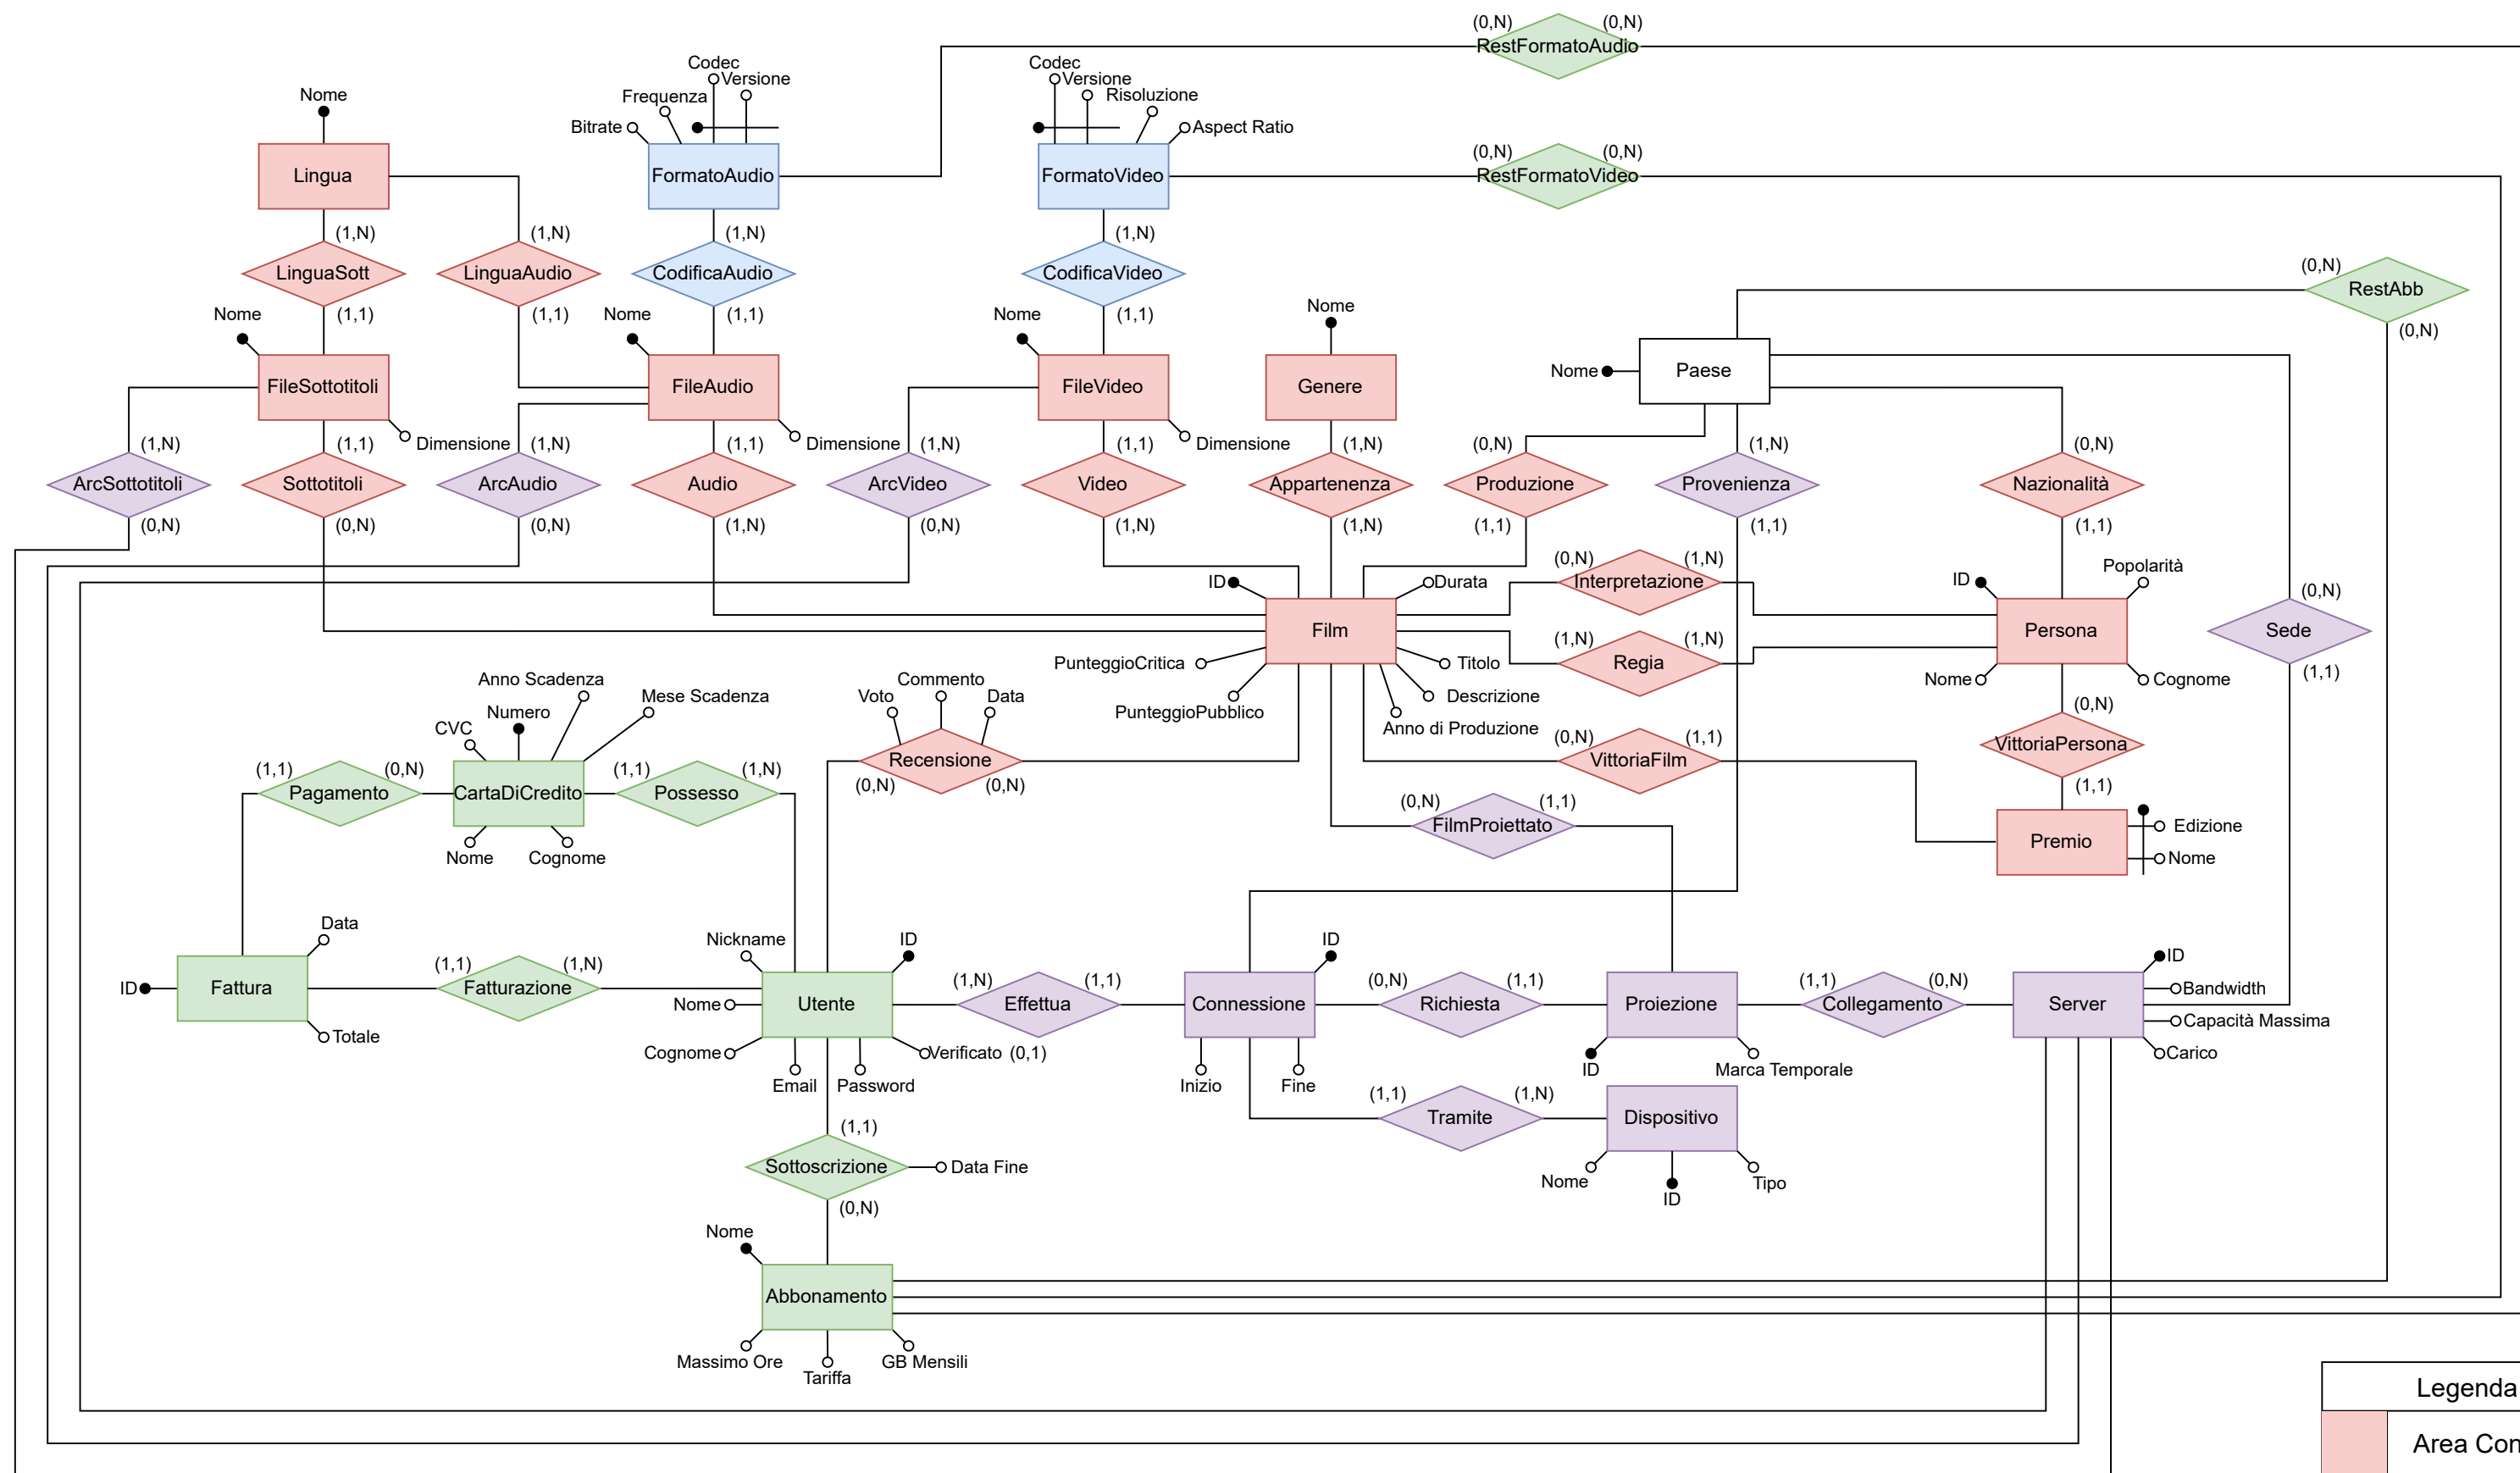 (0,N)
(0,N)
RestFormatoAudio
Codec
Versione
Frequenza
Bitrate
Codec
Versione
Risoluzione
Aspect Ratio
Nome
(0,N)
(0,N)
Lingua
FormatoAudio
FormatoVideo
RestFormatoVideo
(1,N)
(1,N)
(1,N)
(1,N)
LinguaSott
LinguaAudio
CodificaAudio
CodificaVideo
(0,N)
RestAbb
(0,N)
Nome
(1,1)
(1,1)
Nome
(1,1)
Nome
(1,1)
Nome
FileSottotitoli
FileAudio
FileVideo
Genere
Nome
Paese
(1,N)
(1,1)
Dimensione
(1,N)
(1,1)
Dimensione
(1,N)
(1,1)
Dimensione
(1,N)
(0,N)
(1,N)
(0,N)
ArcSottotitoli
Sottotitoli
ArcAudio
Audio
ArcVideo
Video
Appartenenza
Produzione
Provenienza
Nazionalità
(0,N)
(0,N)
(0,N)
(1,N)
(0,N)
(1,N)
(1,N)
(1,1)
(1,1)
(1,1)
ID
Durata
(0,N)
(1,N)
Interpretazione
ID
Popolarità
(0,N)
Film
(1,N)
(1,N)
Regia
Persona
Sede
(1,1)
PunteggioCritica
Titolo
Nome
Cognome
PunteggioPubblico
Descrizione
Anno di Produzione
Anno Scadenza
Mese Scadenza
Numero
CVC
Voto
Commento
Data
(0,N)
VittoriaPersona
(1,1)
(0,N)
(1,1)
VittoriaFilm
Recensione
(0,N)
(0,N)
(1,1)
(0,N)
(1,1)
(1,N)
Pagamento
CartaDiCredito
Possesso
Nome
Cognome
(0,N)
(1,1)
FilmProiettato
Premio
Edizione
Nome
Data
ID
Fattura
Totale
(1,1)
(1,N)
Fatturazione
Nickname
ID
Nome
Utente
Cognome
Email
Password
Verificato (0,1)
(1,N)
(1,1)
Effettua
ID
Connessione
Inizio
Fine
(0,N)
(1,1)
Richiesta
Proiezione
ID
Marca Temporale
(1,1)
(0,N)
Collegamento
Server
ID
Bandwidth
Capacità Massima
Carico
(1,1)
(1,N)
Tramite
Dispositivo
Nome
ID
Tipo
(1,1)
Sottoscrizione
Data Fine
(0,N)
Nome
Abbonamento
Massimo Ore
Tariffa
GB Mensili
Legenda
Area Con